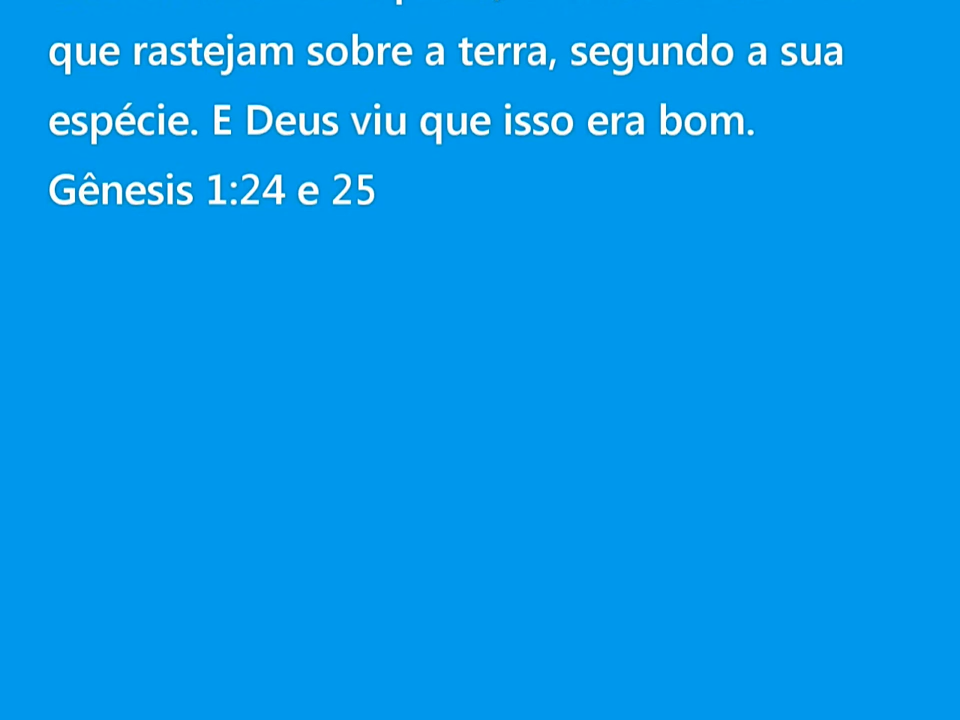 que rastejam sobre a terra, segundo a sua
espécie. E Deus viu que isso era bom.
Gênesis 1:24 e 25